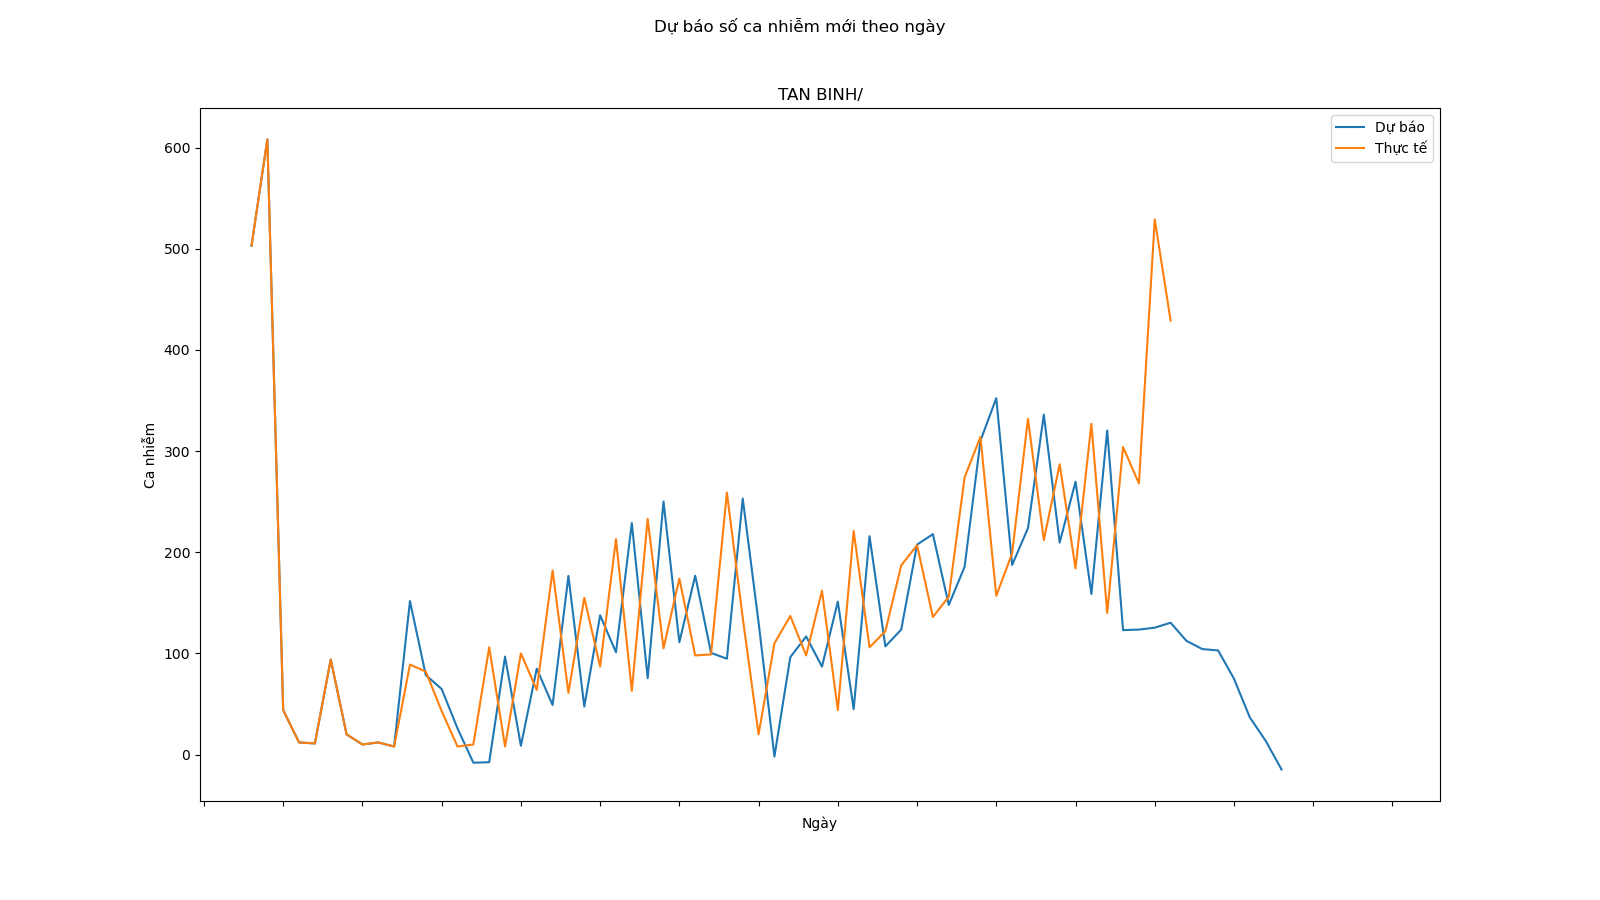 Dự báo số ca nhiễm mới theo ngày
TAN BINH/
Dự báo
Thực tế
600
500
400
300
200
100
0
Ca nhiễm
Ngày